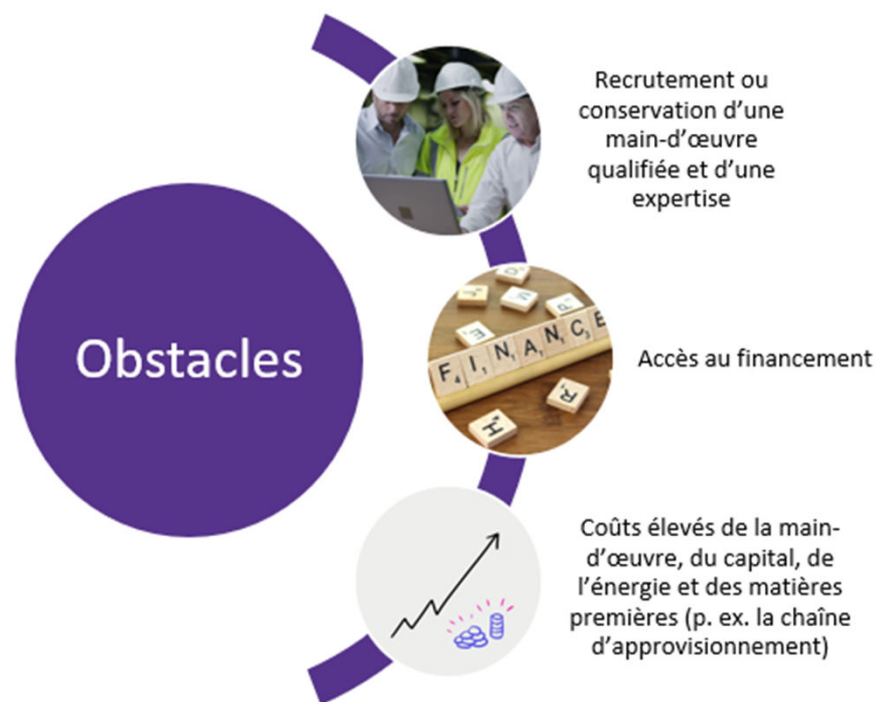 Obstacles
Recrutement ou
conservation d’une
main-d’œuvre
qualifiée et d’une
expertise
FINANCE
Accès au financement
Coûts élevés de la main-
d’œuvre, du capital, de
l’énergie et des matières
premières (p. ex. la chaîne
d’approvisionnement)